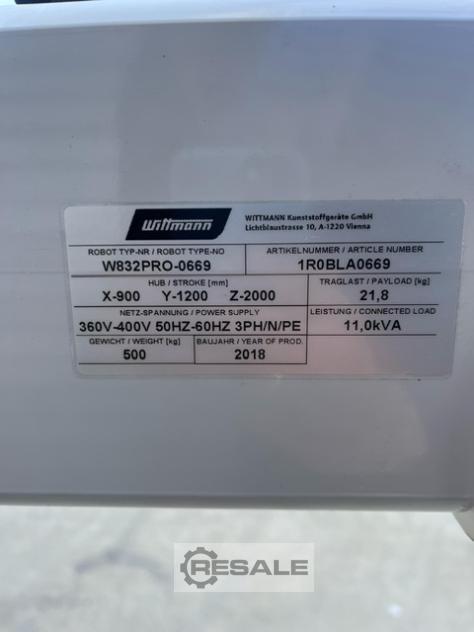 Wittmann
WITTMANN Kunststoffgeräte GmbH
Lichtblaustrasse 10, A-1220 Vienna
ROBOT TYP-NR / ROBOT TYPE-NO
ARTIKELNUMMER / ARTICLE NUMBER
W832PRO-0669
1R0BLA0669
HUB / STROKE [mm]
TRAGLAST / PAYLOAD [kg]
X-900 Y-1200 Z-2000
21,8
NETZ-SPANNUNG / POWER SUPPLY
LEISTUNG / CONNECTED LOAD
360V-400V 50HZ-60HZ 3PH/N/PE
11,0kVA
GEWICHT / WEIGHT [kg]
BAUJAHR / YEAR OF PROD.
500
2018
RESALE